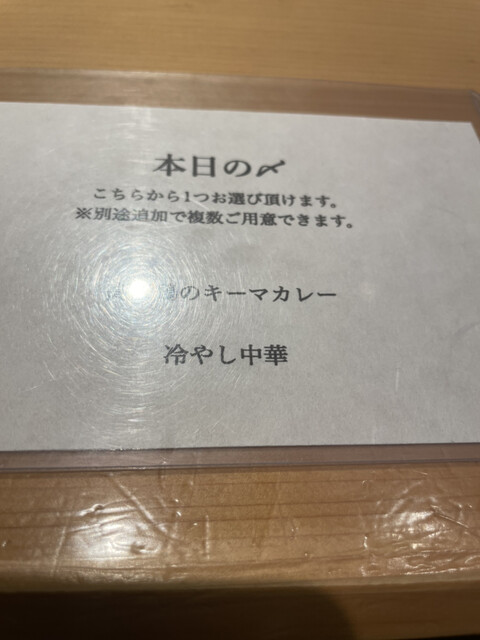 本日の〆
こちらから1つお選び頂けます。
※別途追加で複数ご用意できます。
のキーマカレー
冷やし中華